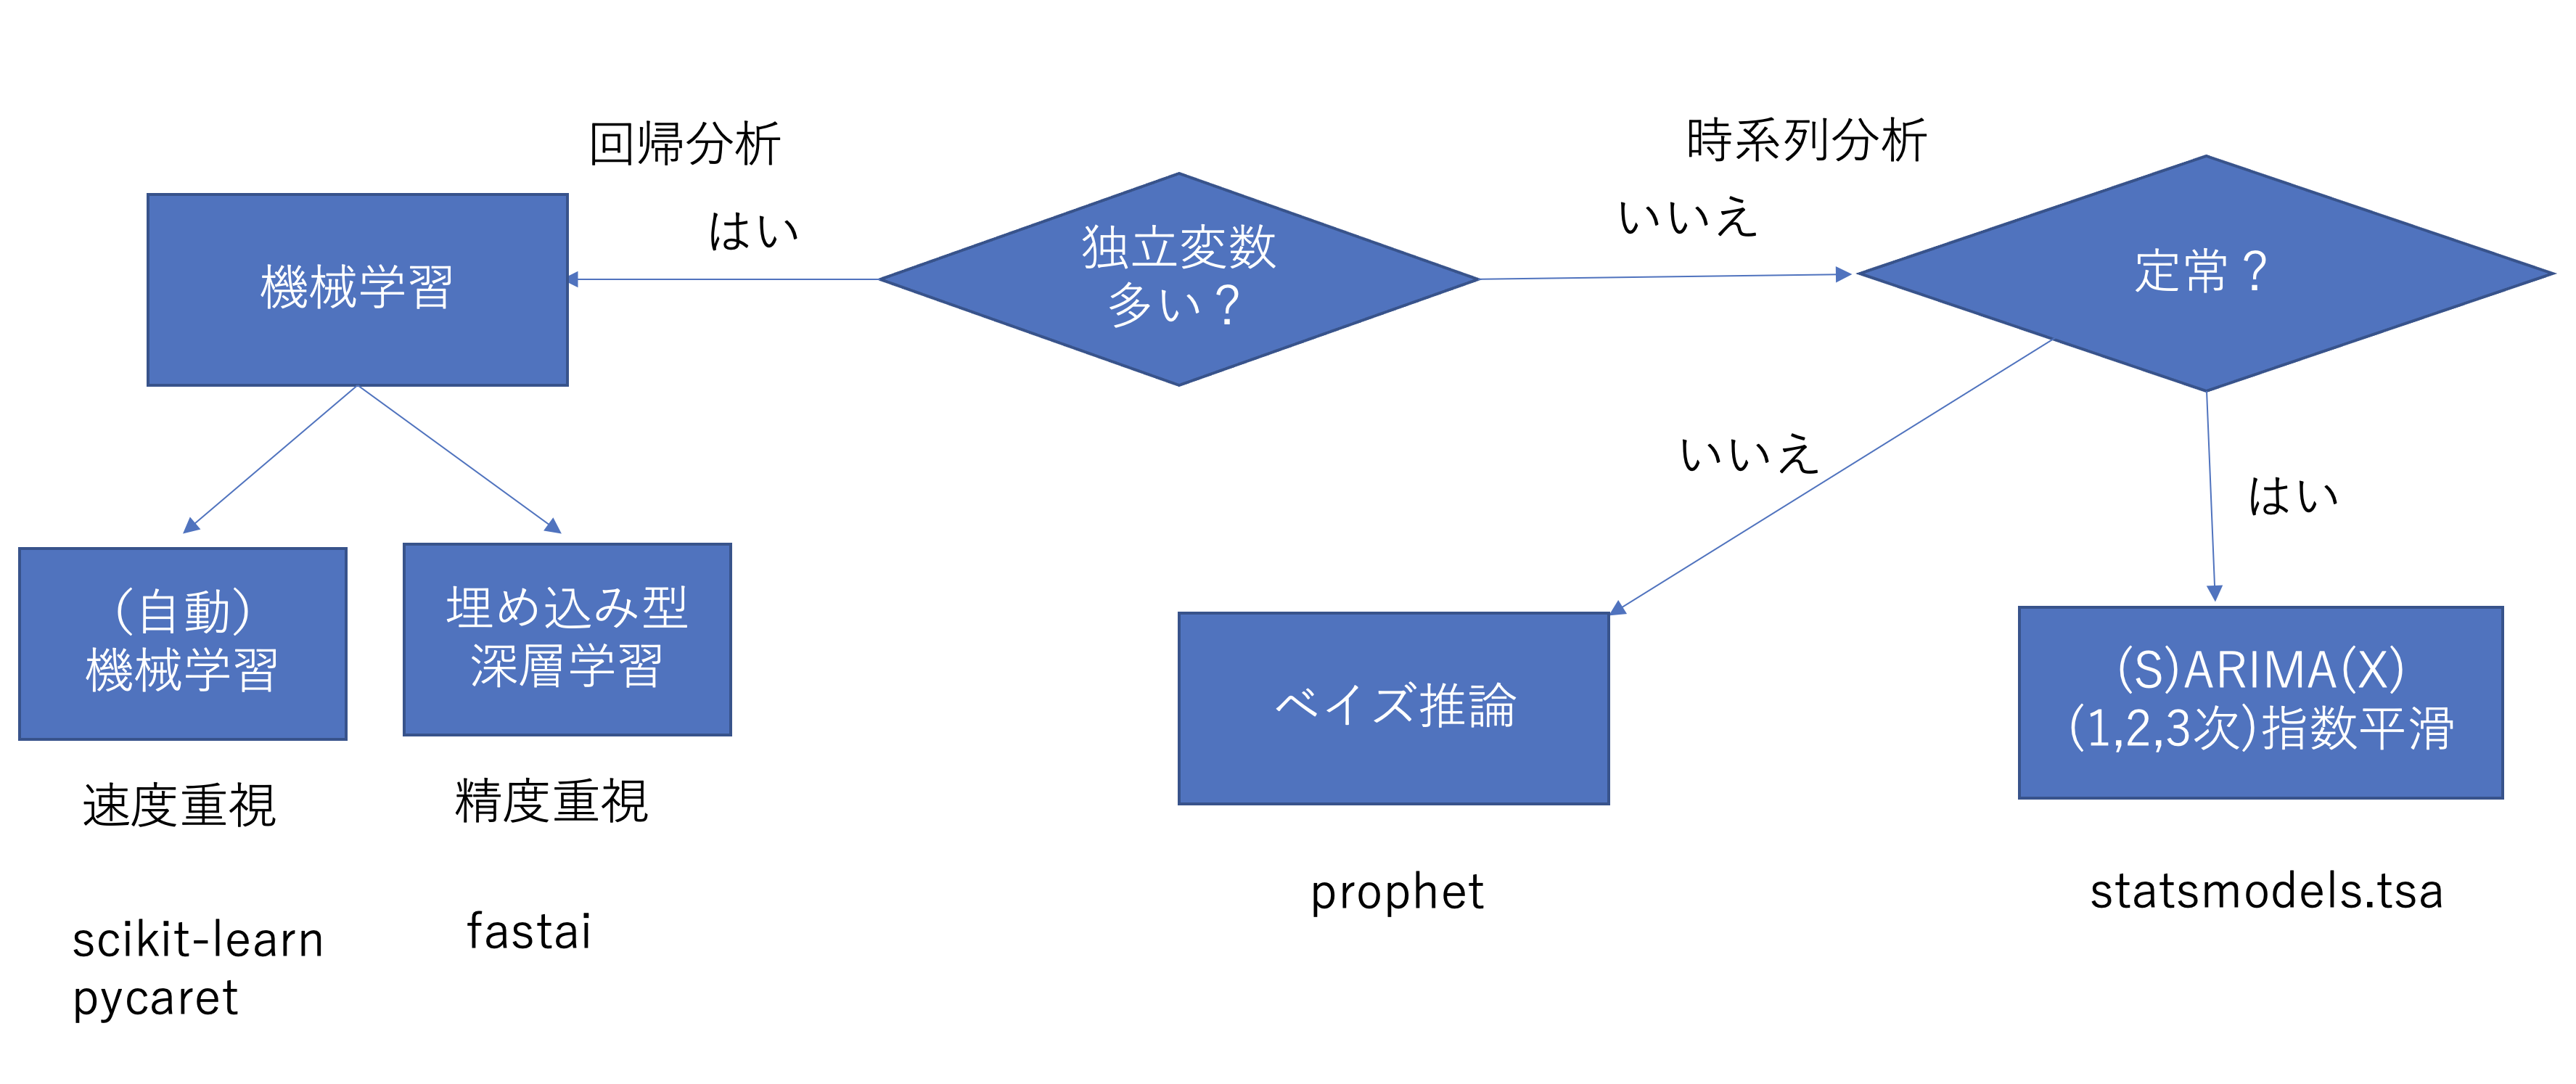 回帰分析
時系列分析
はい
いいえ
機械学習
独立変数
多い？
定常？
いいえ
はい
（自動）
機械学習
埋め込み型
深層学習
ベイズ推論
(S)ARIMA(X)
(1,2,3次)指数平滑
速度重視
精度重視
prophet
statsmodels.tsa
scikit-learn
pycaret
fastai